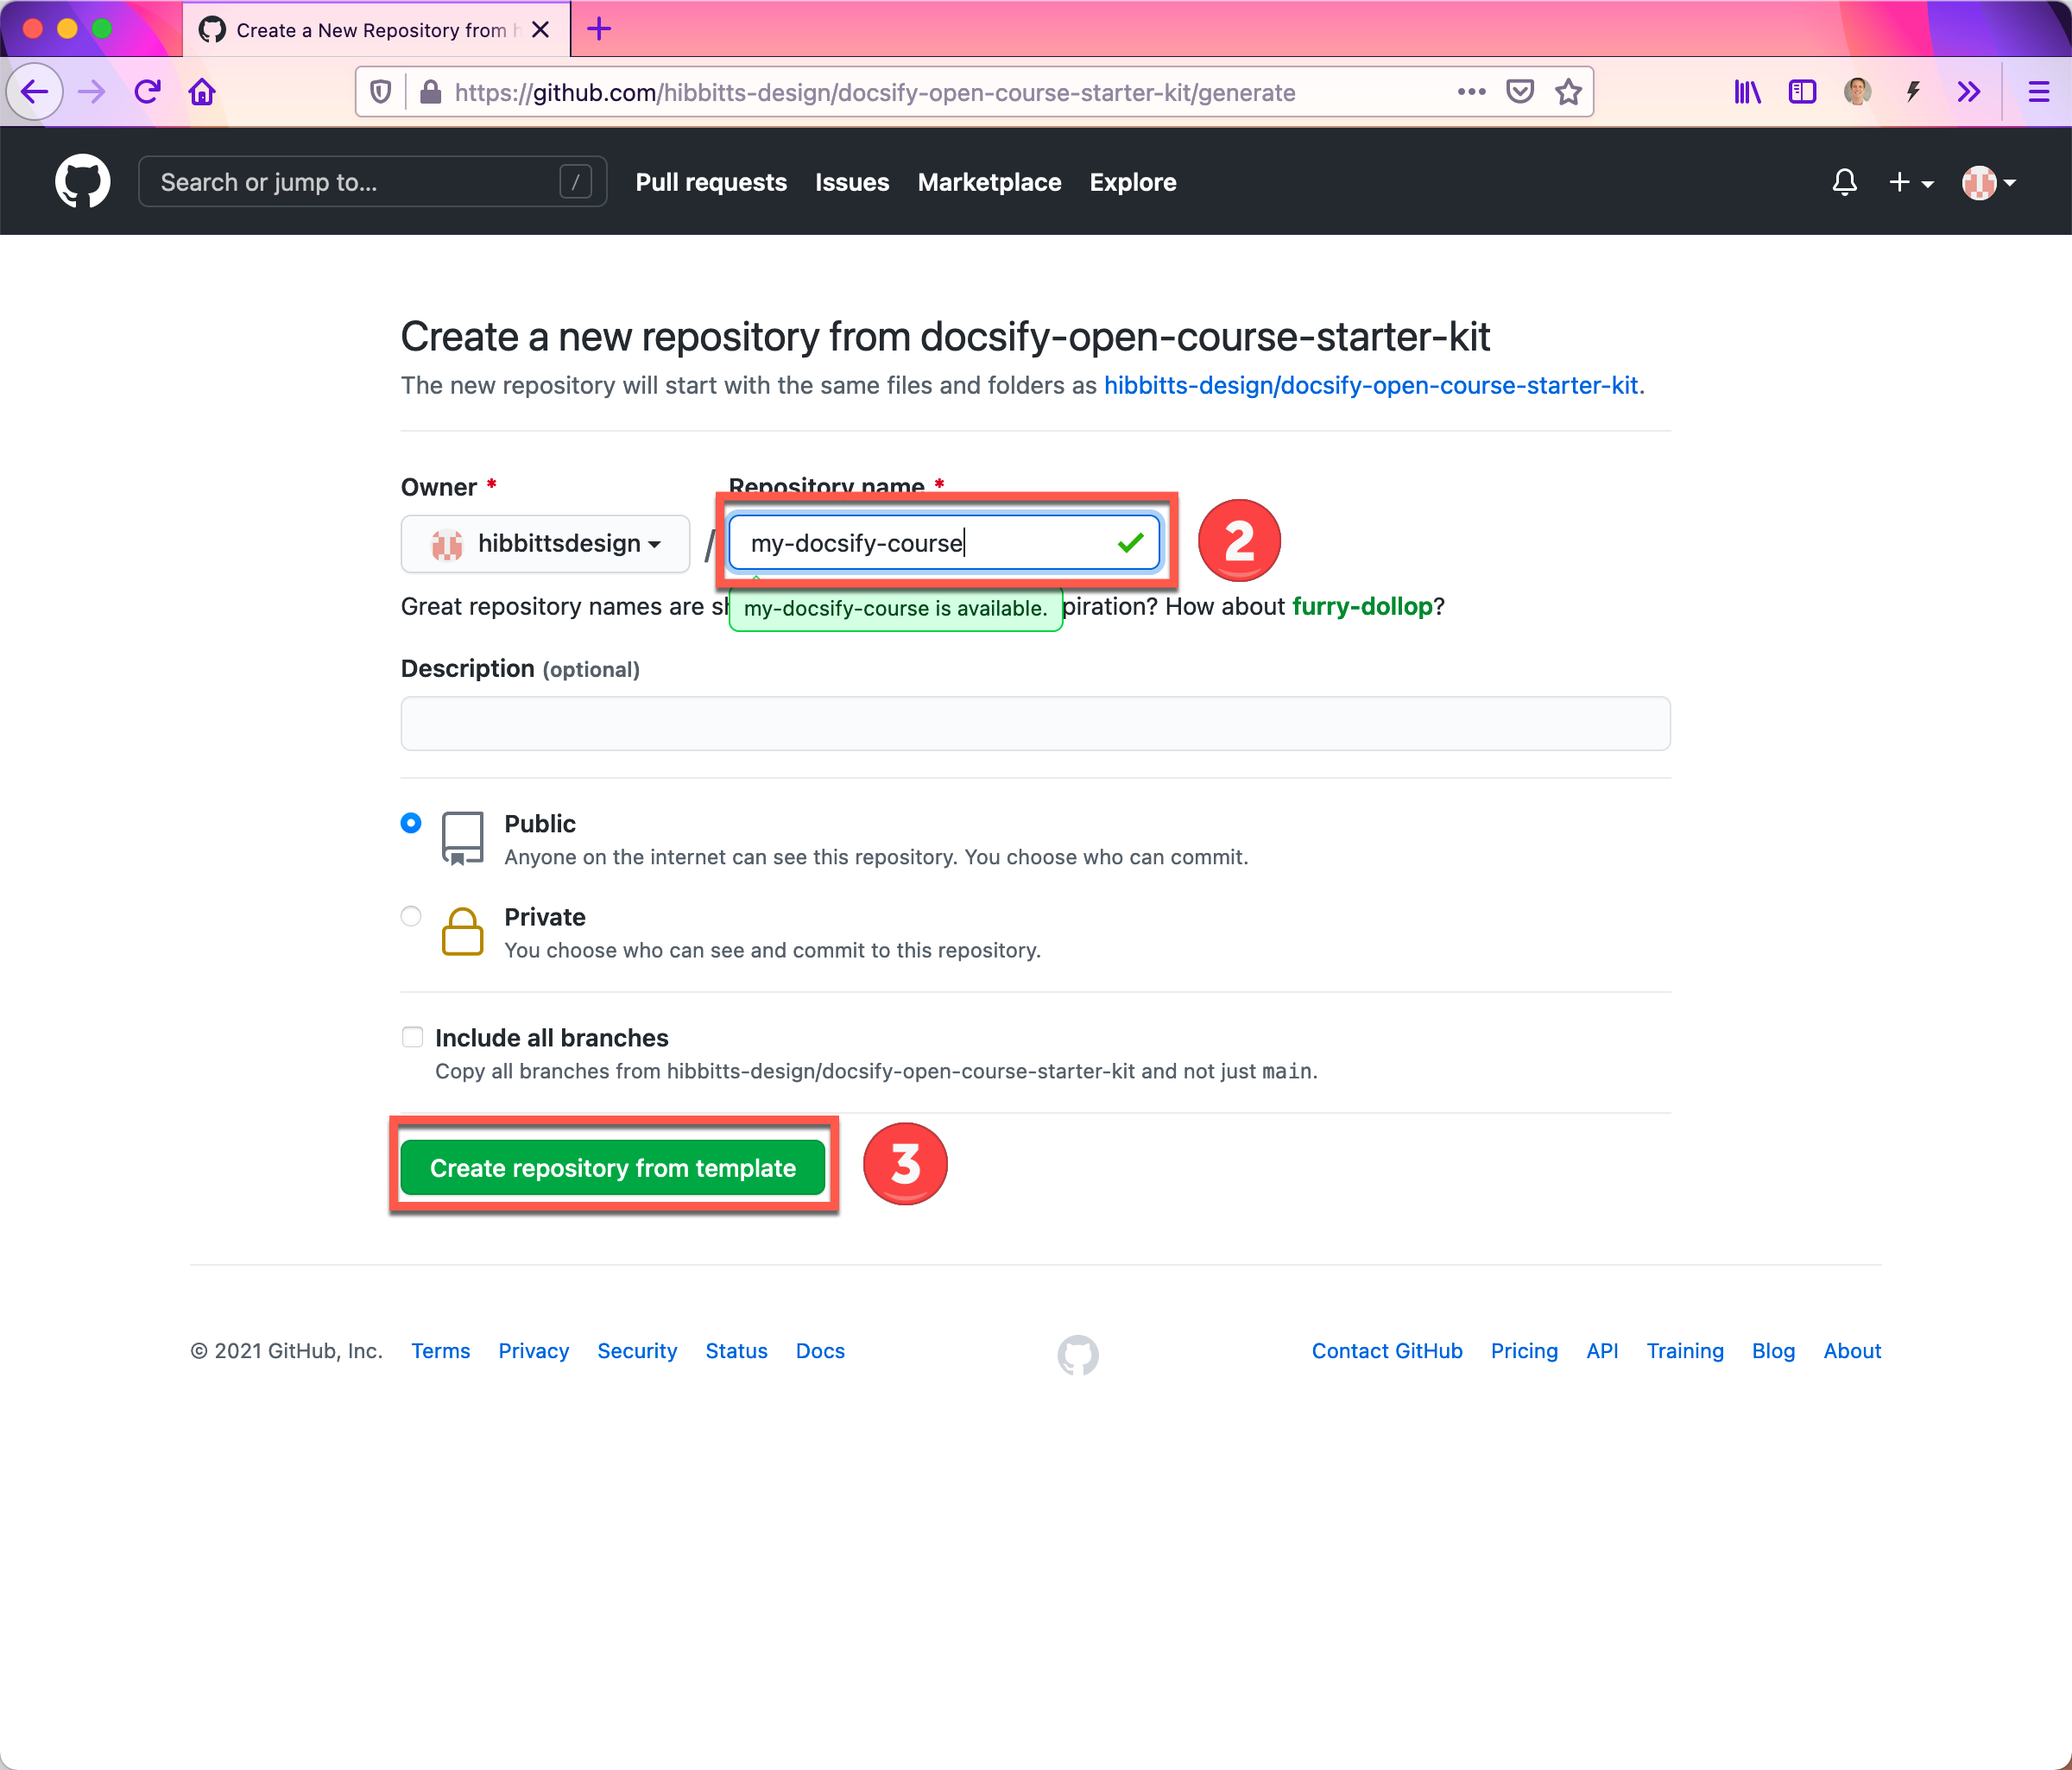 Create a New Repository from
https://github.com/hibbitts-design/docsify-open-course-starter-kit/generate
Search or jump to... / Pull requests Issues Marketplace Explore
Create a new repository from docsify-open-course-starter-kit
The new repository will start with the same files and folders as hibbitts-design/docsify-open-course-starter-kit.
Owner * Repository name *
hibbittsdesign / my-docsify-course 2
Great repository names are my-docsify-course is available. piration? How about furry-dollop?
Description (optional)
Public
Anyone on the internet can see this repository. You choose who can commit.
Private
You choose who can see and commit to this repository.
Include all branches
Copy all branches from hibbitts-design/docsify-open-course-starter-kit and not just main.
Create repository from template 3
© 2021 GitHub, Inc. Terms Privacy Security Status Docs Contact GitHub Pricing API Training Blog About